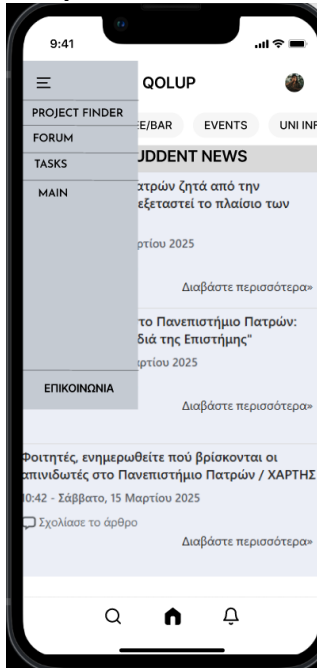 9:41
QOLUP
PROJECT FINDER
E/BAR EVENTS UNI INF
FORUM
UDDENT NEWS
TASKS
ατρών ζητά από την
MAIN
εξεταστεί το πλαίσιο των
ρτίου 2025
Διαβάστε περισσότερα»
το Πανεπιστήμιο Πατρών:
διά της Επιστήμης"
ρτίου 2025
ΕΠΙΚΟΙΝΩΝΙΑ
Διαβάστε περισσότερα»
Φοιτητές, ενημερωθείτε πού βρίσκονται οι
απινιδωτές στο Πανεπιστήμιο Πατρών / ΧΑΡΤΗΣ
10:42 - Σάββατο, 15 Μαρτίου 2025
Σχολίασε το άρθρο
Διαβάστε περισσότερα»